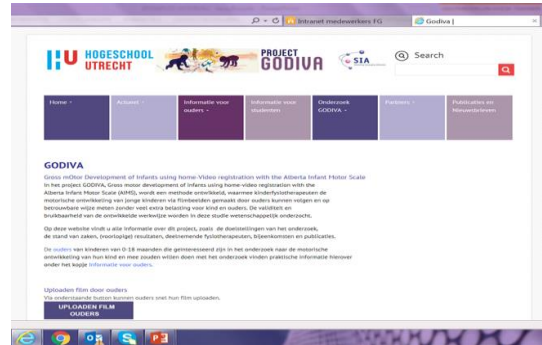 Intranet medewerkers FG
Godiva |
HOGESCHOOL
UTRECHT
PROJECT
GODIVA
SIA
Search
Home
Actueel
Informatie voor
ouders
Informatie voor
studenten
Onderzoek
GODIVA
Partners
Publicaties en
Nieuwsbrieven
GODIVA
Gross mOtor Development of Infants using home-Video registration with the Alberta Infant Motor Scale
In het project GODIVA, Gross motor development of infants using home-video registration with the
Alberta Infant Motor Scale (AIMS), wordt een methode ontwikkeld, waarmee kinderfysiotherapeuten de
motorische ontwikkeling van jonge kinderen via filmbeelden gemaakt door ouders kunnen volgen en op
betrouwbare wijze meten zonder veel extra belasting voor kind en ouders. De validiteit en
bruikbaarheid van de ontwikkelde werkwijze worden in deze studie wetenschappelijk onderzocht.
Op deze website vindt u alle informatie over dit project, zoals de doelstellingen van het onderzoek,
de stand van zaken, (voorlopige) resultaten, deelnemende fysiotherapeuten, bijeenkomsten en publicaties.
De ouders van kinderen van 0-18 maanden die geinteresseerd zijn in het onderzoek naar de motorische
ontwikkeling van hun kind en mee zouden willen doen met het onderzoek vinden praktische informatie hierover
onder het kopje Informatie voor ouders.
Uploaden film door
ouders
Via onderstaande button kunnen ouders snel hun film uploaden.
UPLOADEN FILM
OUDERS